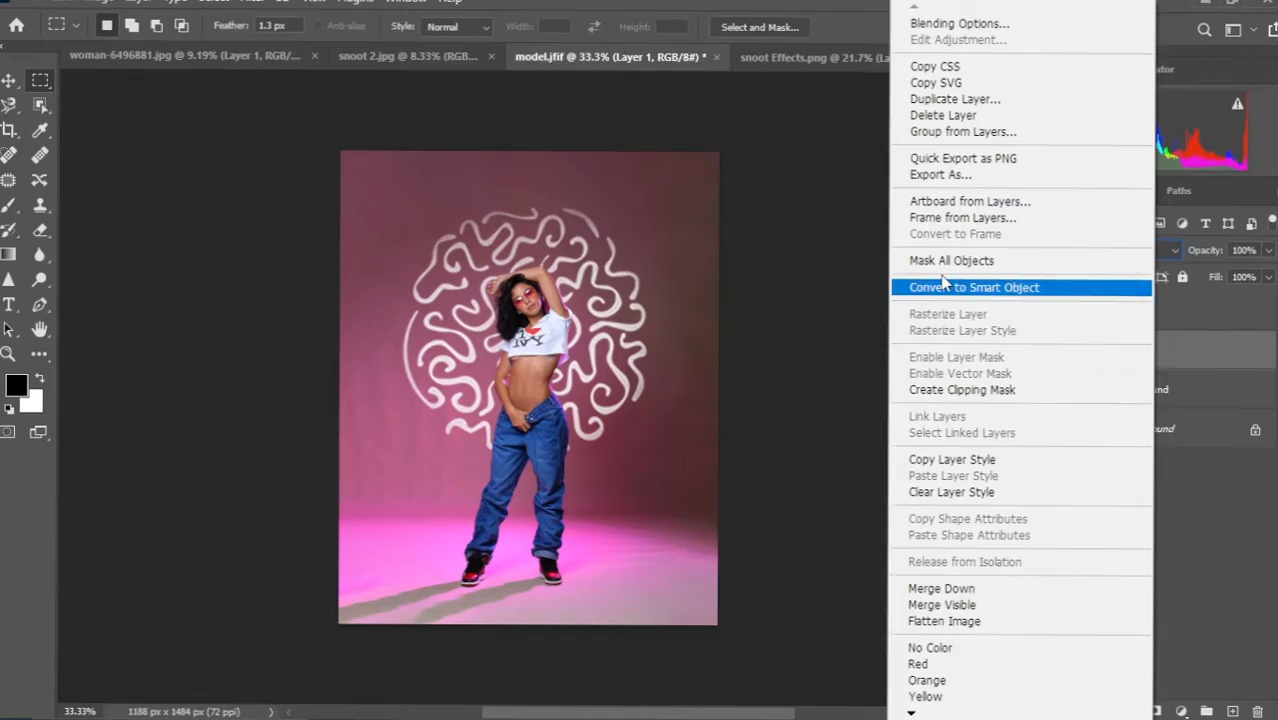 Feather: 1.3 px Anti-alias Style: Normal Width: Height: Select and Mask...
woman-6496881.jpg @ 9.19% (RGB/... × snoot 2.jpg @ 8.33% (RGB... × model.jfif @ 33.3% (Layer 1, RGB/8#) * × snoot Effects.png @ 21.7% (La
Blending Options...
Edit Adjustment...
Copy CSS
Copy SVG
Duplicate Layer...
Delete Layer
Group from Layers...
Quick Export as PNG
Export As...
Artboard from Layers...
Frame from Layers...
Convert to Frame
Mask All Objects
Convert to Smart Object
Rasterize Layer
Rasterize Layer Style
Enable Layer Mask
Enable Vector Mask
Create Clipping Mask
Link Layers
Select Linked Layers
Copy Layer Style
Paste Layer Style
Clear Layer Style
Copy Shape Attributes
Paste Shape Attributes
Release from Isolation
Merge Down
Merge Visible
Flatten Image
No Color
Red
Orange
Yellow
Paths
Opacity: 100%
Fill: 100%
33.33% 1188 px x 1484 px (72 ppi)